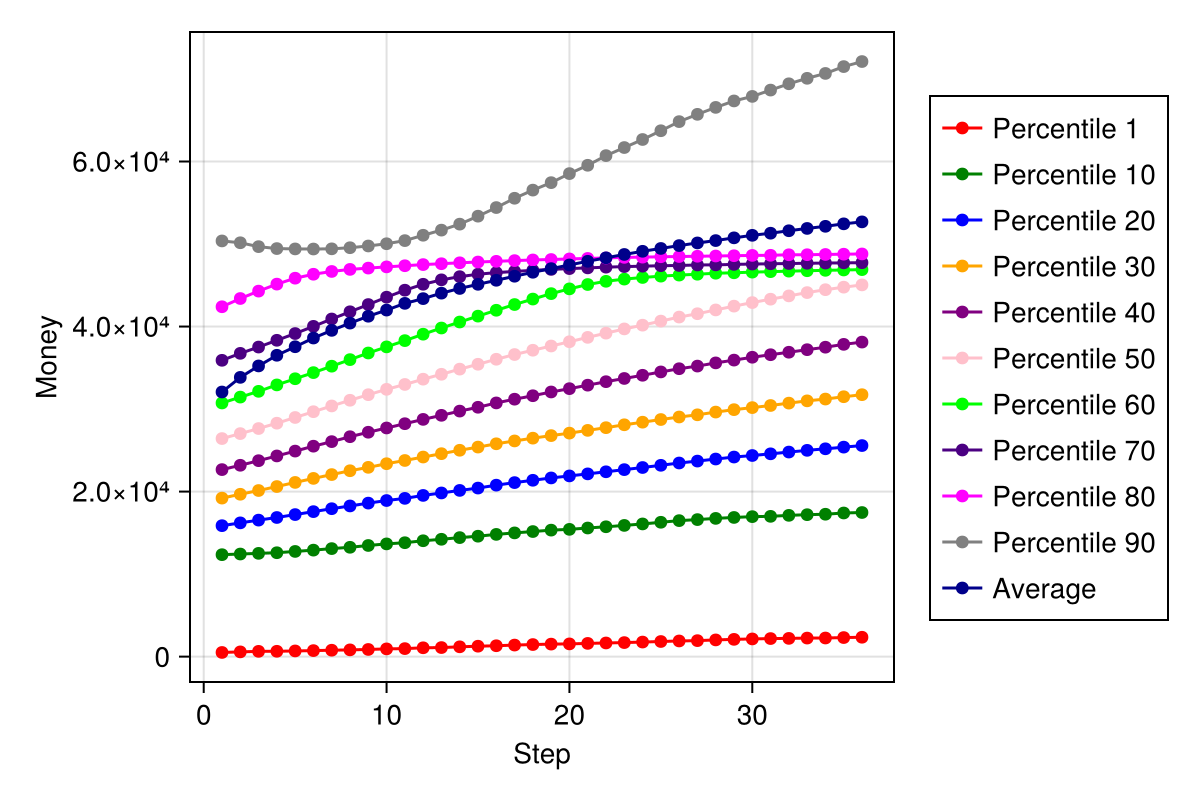 Money
6.0×10⁴
4.0×10⁴
2.0×10⁴
0
0 10 20 30
Step
Percentile 1
Percentile 10
Percentile 20
Percentile 30
Percentile 40
Percentile 50
Percentile 60
Percentile 70
Percentile 80
Percentile 90
Average